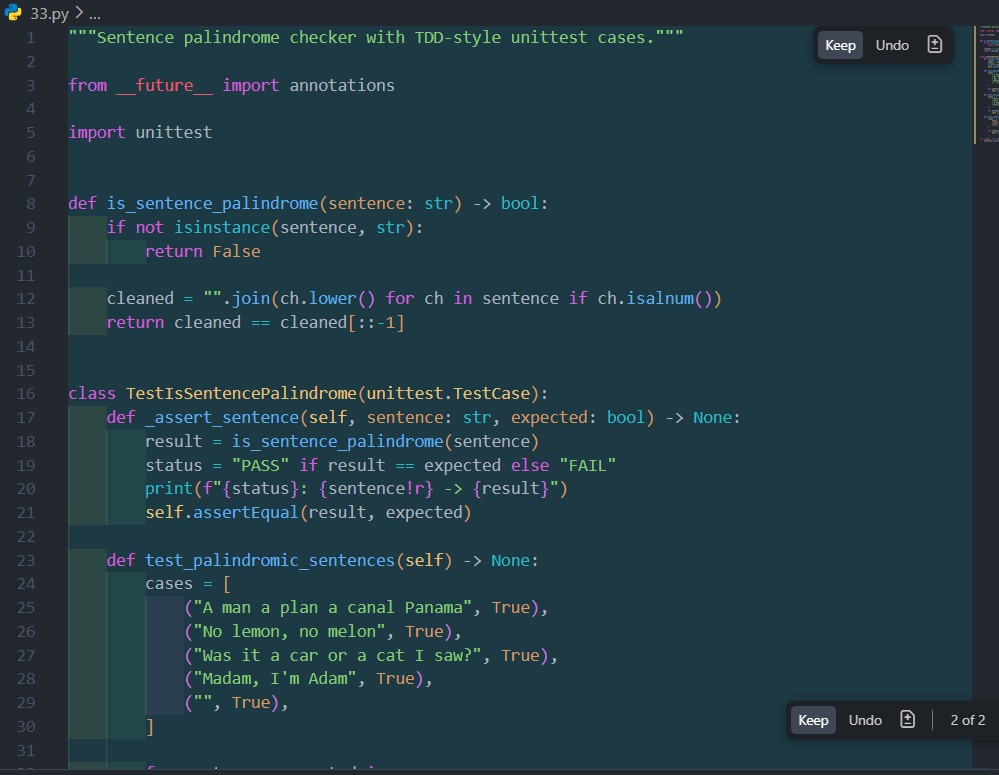 33.py > ...
Keep Undo
1 """Sentence palindrome checker with TDD-style unittest cases."""
2
3 from __future__ import annotations
4
5 import unittest
6
7
8 def is_sentence_palindrome(sentence: str) -> bool:
9     if not isinstance(sentence, str):
10         return False
11
12     cleaned = "".join(ch.lower() for ch in sentence if ch.isalnum())
13     return cleaned == cleaned[::-1]
14
15
16 class TestIsSentencePalindrome(unittest.TestCase):
17     def _assert_sentence(self, sentence: str, expected: bool) -> None:
18         result = is_sentence_palindrome(sentence)
19         status = "PASS" if result == expected else "FAIL"
20         print(f"{status}: {sentence!r} -> {result}")
21         self.assertEqual(result, expected)
22
23     def test_palindromic_sentences(self) -> None:
24         cases = [
25             ("A man a plan a canal Panama", True),
26             ("No lemon, no melon", True),
27             ("Was it a car or a cat I saw?", True),
28             ("Madam, I'm Adam", True),
29             ("", True),
30         ]
31
Keep Undo 2 of 2